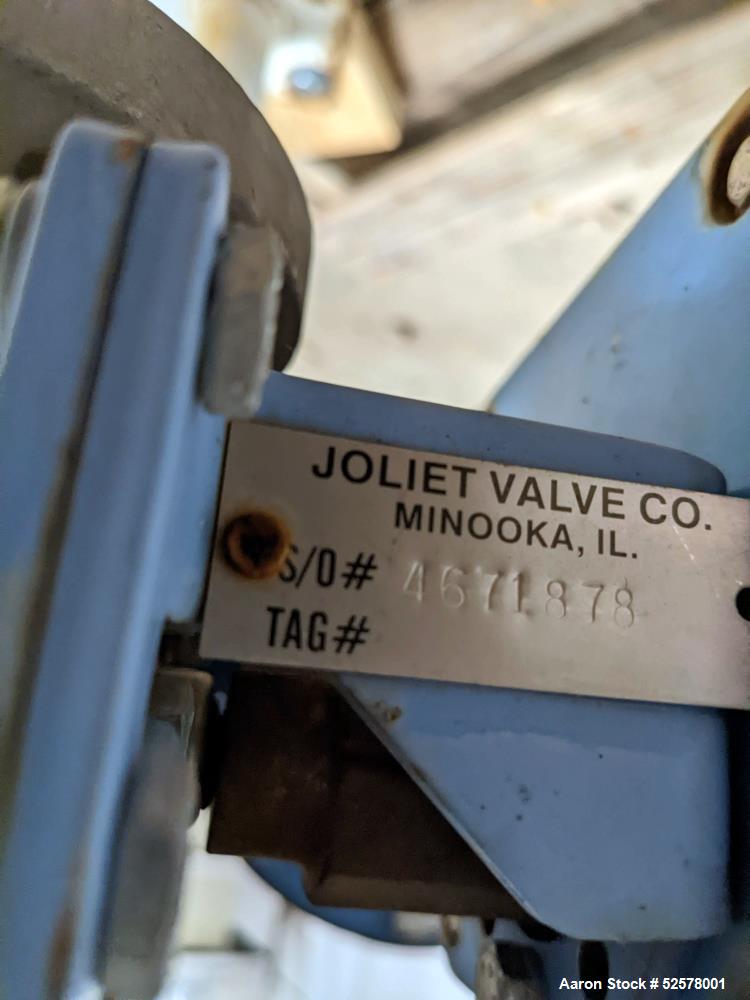 JOLIET VALVE CO.
MINOOKA, IL.
S/O# 4671878
TAG#
Aaron Stock # 52578001